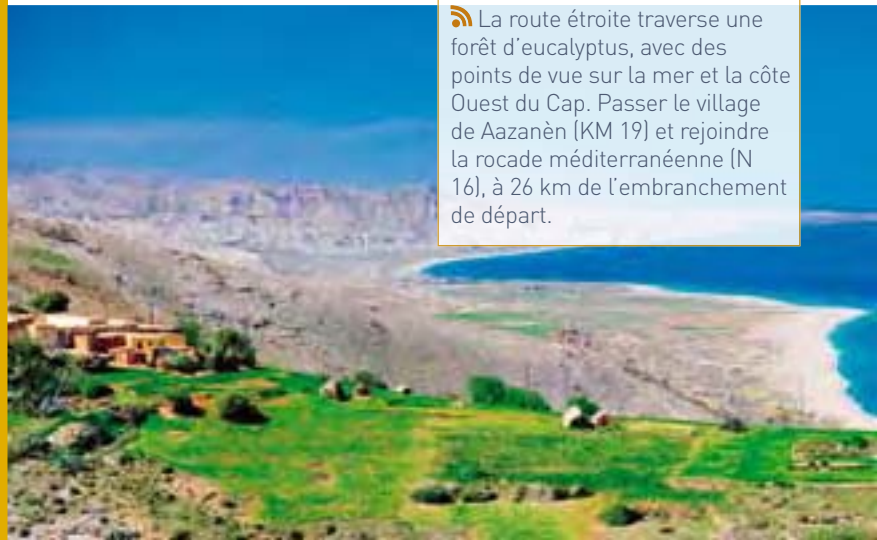 La route étroite traverse une
forêt d'eucalyptus, avec des
points de vue sur la mer et la côte
Ouest du Cap. Passer le village
de Aazanèn (KM 19) et rejoindre
la rocade méditerranéenne (N
16), à 26 km de l'embranchement
de départ.